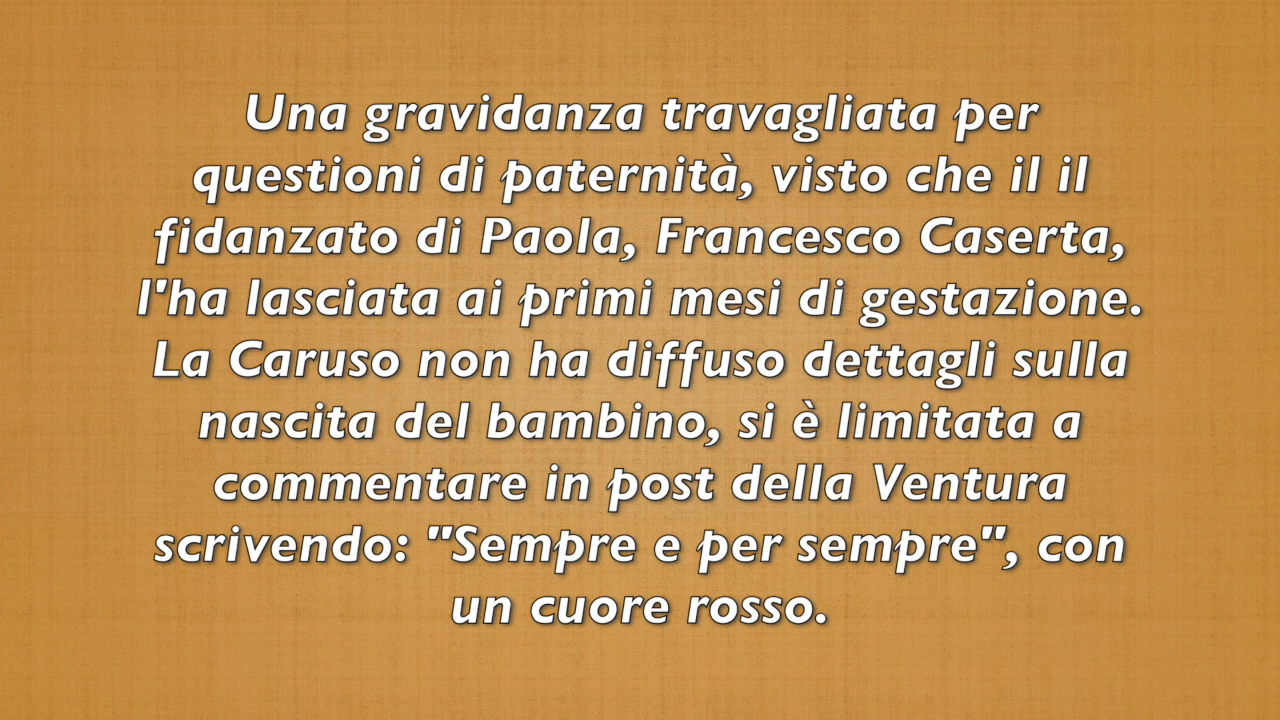 Una gravidanza travagliata per
questioni di paternità, visto che il il
fidanzato di Paola, Francesco Caserta,
l'ha lasciata ai primi mesi di gestazione.
La Caruso non ha diffuso dettagli sulla
nascita del bambino, si è limitata a
commentare in post della Ventura
scrivendo: "Sempre e per sempre", con
un cuore rosso.